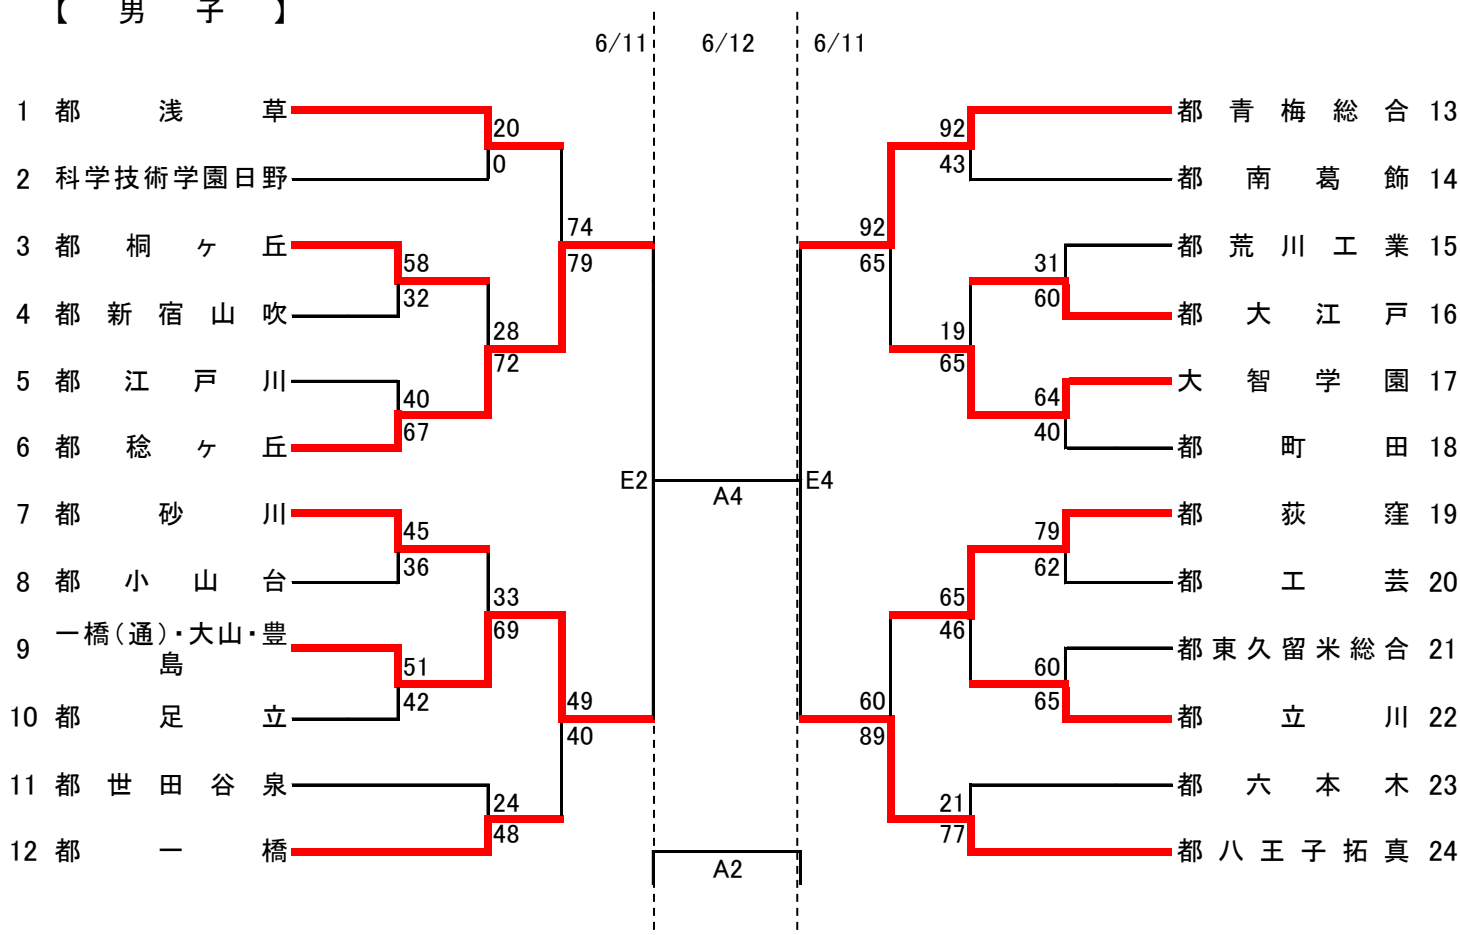 【 男 子 】
6/11 6/12 6/11
1 都 浅 草 20 92 都 青 梅 総 合 13
2 科学技術学園日野 0 43 都 南 葛 飾 14
3 都 桐 ヶ 丘 58 74 79 92 65 31 都 荒 川 工 業 15
4 都 新 宿 山 吹 32 28 19 60 都 大 江 戸 16
5 都 江 戸 川 40 72 65 64 大 智 学 園 17
6 都 稔 ヶ 丘 67 40 都 町 田 18
E2 A4 E4
7 都 砂 川 45 79 都 荻 窪 19
8 都 小 山 台 36 33 65 62 都 工 芸 20
9 一橋(通)・大山・豊
島 51 69 46 60 都 東 久 留 米 総 合 21
10 都 足 立 42 49 40 60 89 65 都 立 川 22
11 都 世 田 谷 泉 24 21 都 六 本 木 23
12 都 一 橋 48 77 都 八 王 子 拓 真 24
A2